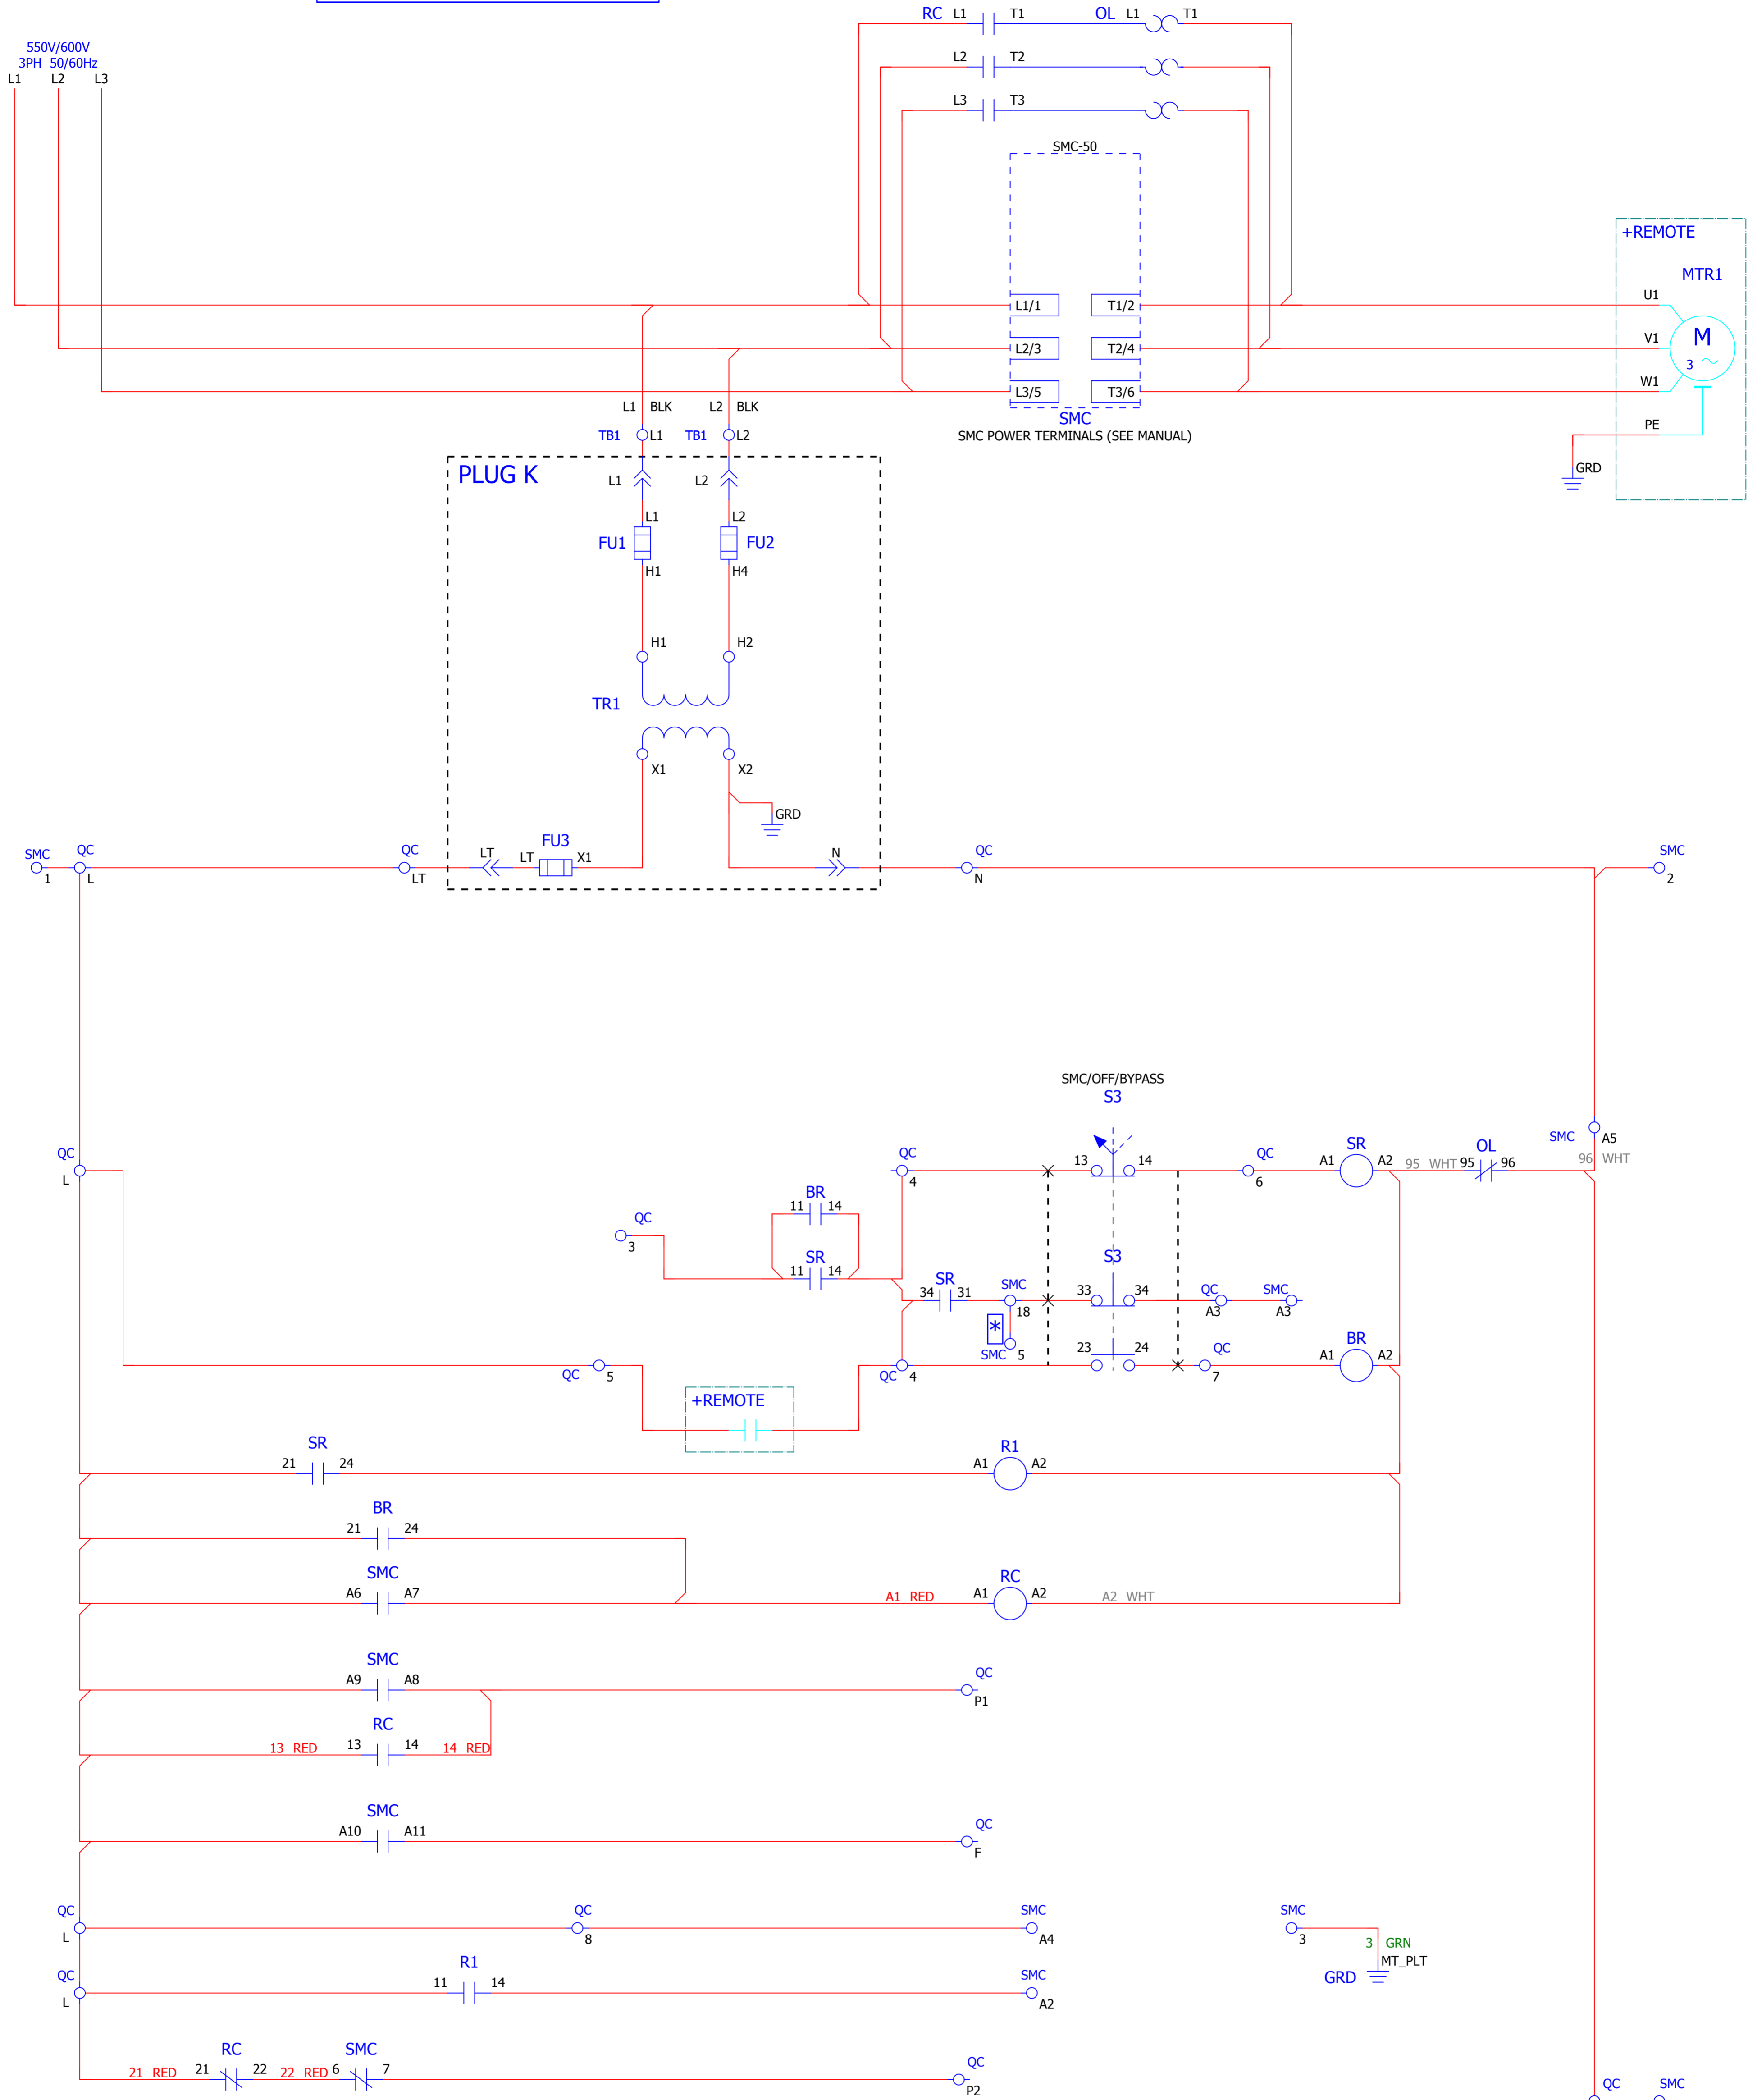 RC L1 T1 OL L1 T1
550V/600V
3PH 50/60Hz
L1 L2 L3
L2 T2
L3 T3
SMC-50
+REMOTE
MTR1
L1/1 T1/2 U1
L2/3 T2/4 V1
M
3
L3/5 T3/6 W1
SMC
SMC POWER TERMINALS (SEE MANUAL)
PE
GRD
L1 BLK L2 BLK
TB1 L1 TB1 L2
PLUG K
L1 L2
L1 L2
FU1 FU2
H1 H4
H1 H2
TR1
X1 X2
GRD
SMC QC QC FU3 QC SMC
1 L LT LT LT X1 N N 2
SMC/OFF/BYPASS
S3
SMC A5
QC QC 13 14 QC SR OL
L 4 6 A1 A2 95 WHT 95 96 96 WHT
BR
11 14
QC
3
SR
11 14
S3
SR SMC QC SMC
34 31 18 33 34 A3 A3
*
SMC 5
23 24 QC BR
QC 5 QC 4 7 A1 A2
+REMOTE
SR R1
21 24 A1 A2
BR
21 24
SMC RC
A6 A7 A1 RED A1 A2 A2 WHT
SMC QC
A9 A8 P1
RC
13 RED 13 14 14 RED
SMC QC
A10 A11 F
QC QC SMC SMC
L 8 A4 3
3 GRN
MT_PLT
GRD
QC R1 SMC
L 11 14 A2
RC SMC QC
21 RED 21 22 22 RED 6 7 P2
QC SMC